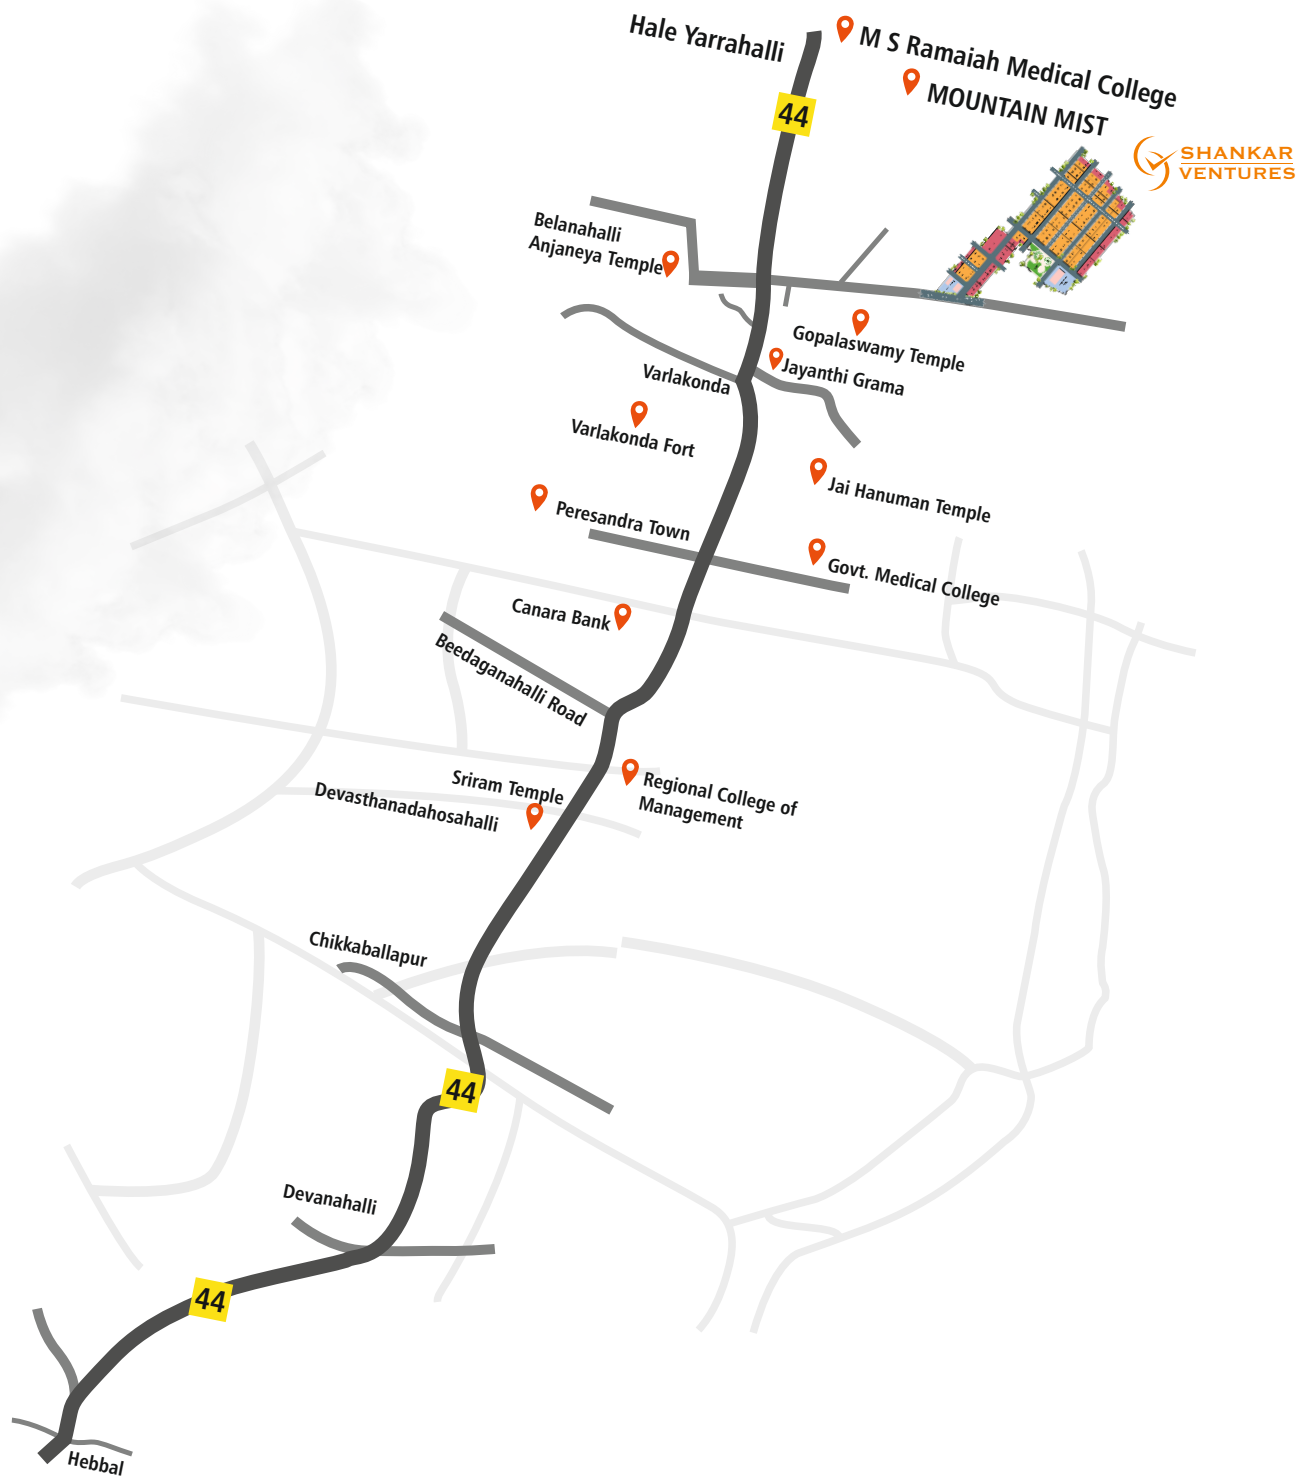 Hale Yarrahalli
M S Ramaiah Medical College
MOUNTAIN MIST
44
SHANKAR
VENTURES
Belanahalli
Anjaneya Temple
Gopalaswamy Temple
Jayanthi Grama
Varlakonda
Varlakonda Fort
Jai Hanuman Temple
Peresandra Town
Govt. Medical College
Canara Bank
Beedaganahalli Road
Sriram Temple
Regional College of
Management
Devasthanadahosahalli
Chikkaballapur
44
Devanahalli
44
Hebbal